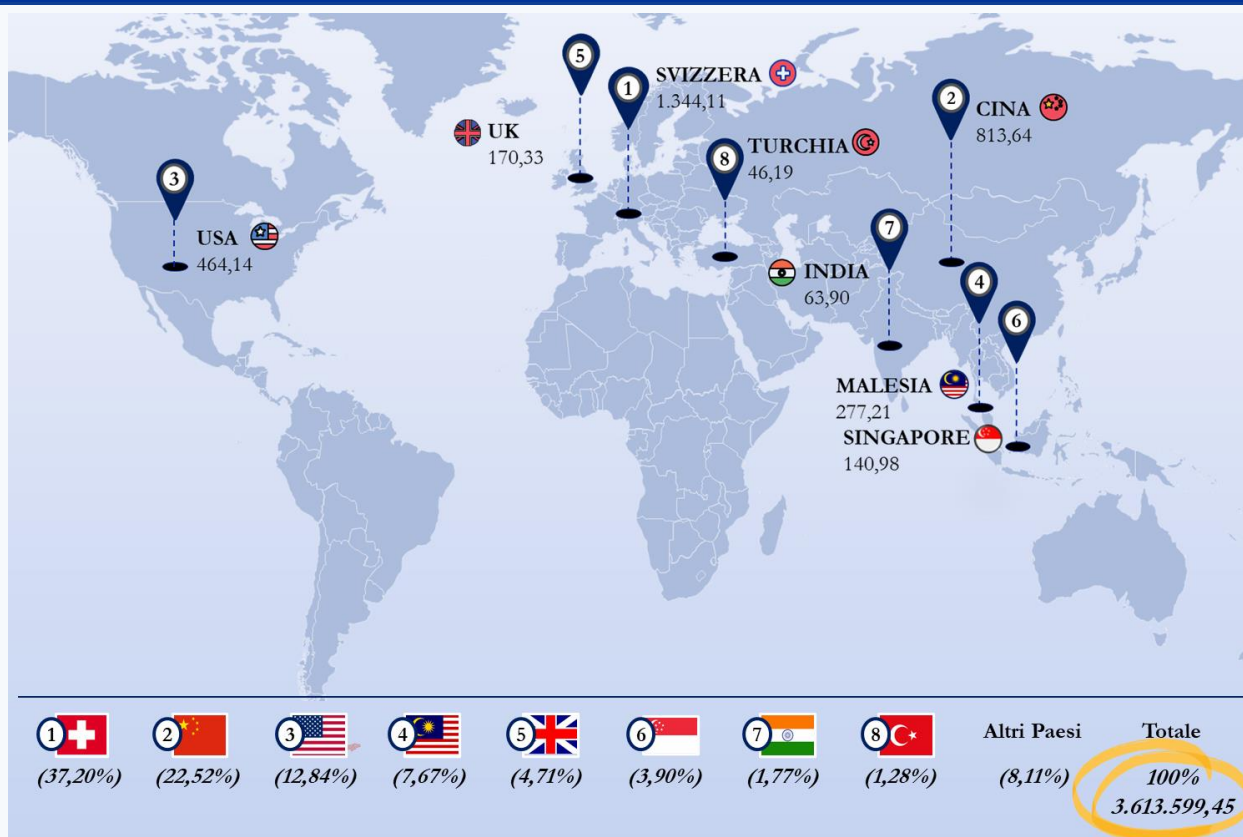 5
1
SVIZZERA
1.344,11
2
CINA
813,64
UK
170,33
8
TURCHIA
46,19
3
USA
464,14
7
INDIA
63,90
4
6
MALESIA
277,21
SINGAPORE
140,98
1 2 3 4 5 6 7 8 Altri Paesi Totale
(37,20%) (22,52%) (12,84%) (7,67%) (4,71%) (3,90%) (1,77%) (1,28%) (8,11%) 100%
3.613.599,45